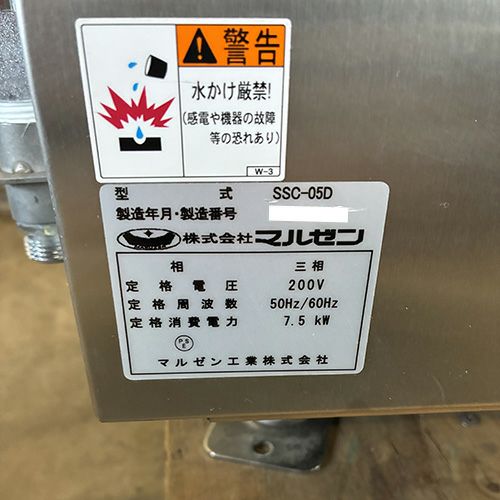 警告
水かけ厳禁!
(感電や機器の故障
等の恐れあり)
W-3
型 式 SSC-05D
製造年月・製造番号
MARUZEN 株式会社 マルゼン
相 三相
定格電圧 200V
定格周波数 50Hz/60Hz
定格消費電力 7.5 kW
PSE
マルゼン工業株式会社